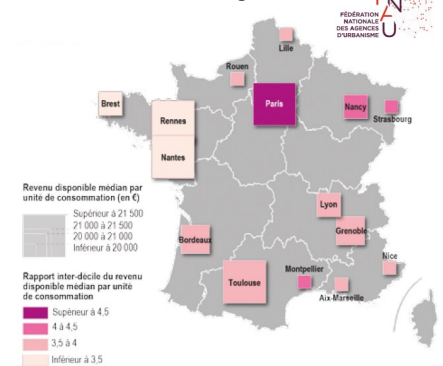 FÉDÉRATION
NATIONALE
DES AGENCES
D'URBANISME
Lille
Rouen
Paris
Brest
Rennes
Nancy
Strasbourg
Nantes
Lyon
Grenoble
Bordeaux
Nice
Toulouse
Montpellier
Aix-Marseille
Revenu disponible médian par
unité de consommation (en €)
Supérieur à 21 500
21 000 à 21 500
20 000 à 21 000
Inférieur à 20 000
Rapport inter-décile du revenu
disponible médian par unité
de consommation
Supérieur à 4,5
4 à 4,5
3,5 à 4
Inférieur à 3,5